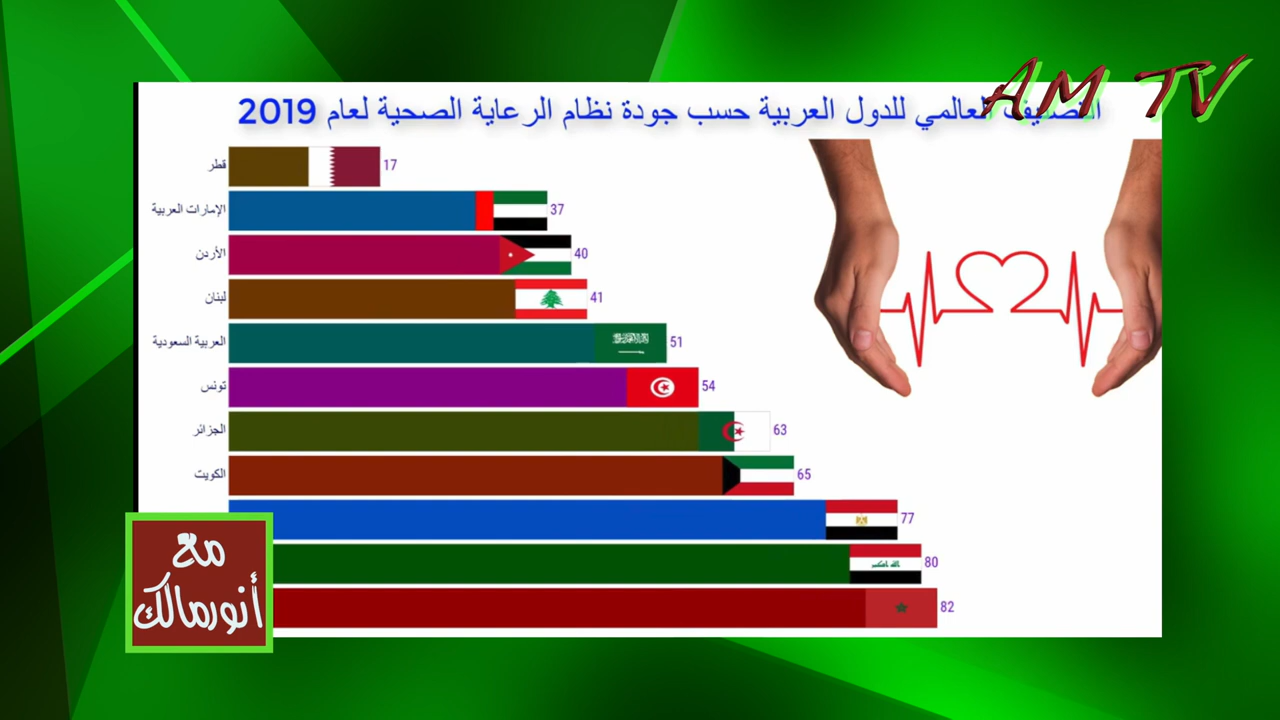 AM TV
التصنيف العالمي للدول العربية حسب جودة نظام الرعاية الصحية لعام 2019
قطر 17
الإمارات العربية 37
الأردن 40
لبنان 41
العربية السعودية 51
تونس 54
الجزائر 63
الكويت 65
77
80
82
مع
أنورمالك